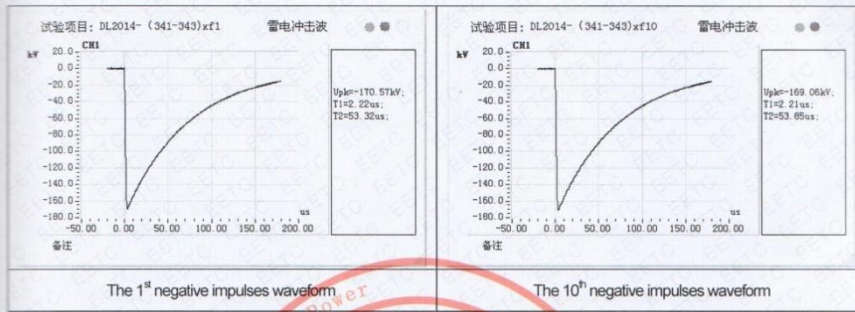 试验项目: DL2014- (341-343)xf1 雷电冲击波
kV
CH1
20.0
0.0
-20.0
-40.0
-60.0
-80.0
-100.0
-120.0
-140.0
-160.0
-180.0
-50.00 0.00 50.00 100.00 150.00 200.00
us
Upk=-170.57kV;
T1=2.22us;
T2=53.32us;
备注
The 1st negative impulses waveform
试验项目: DL2014- (341-343)xf10 雷电冲击波
kV
CH1
20.0
0.0
-20.0
-40.0
-60.0
-80.0
-100.0
-120.0
-140.0
-160.0
-180.0
-50.00 0.00 50.00 100.00 150.00 200.00
us
Upk=-169.06kV;
T1=2.21us;
T2=53.85us;
备注
The 10th negative impulses waveform
Power
EETC